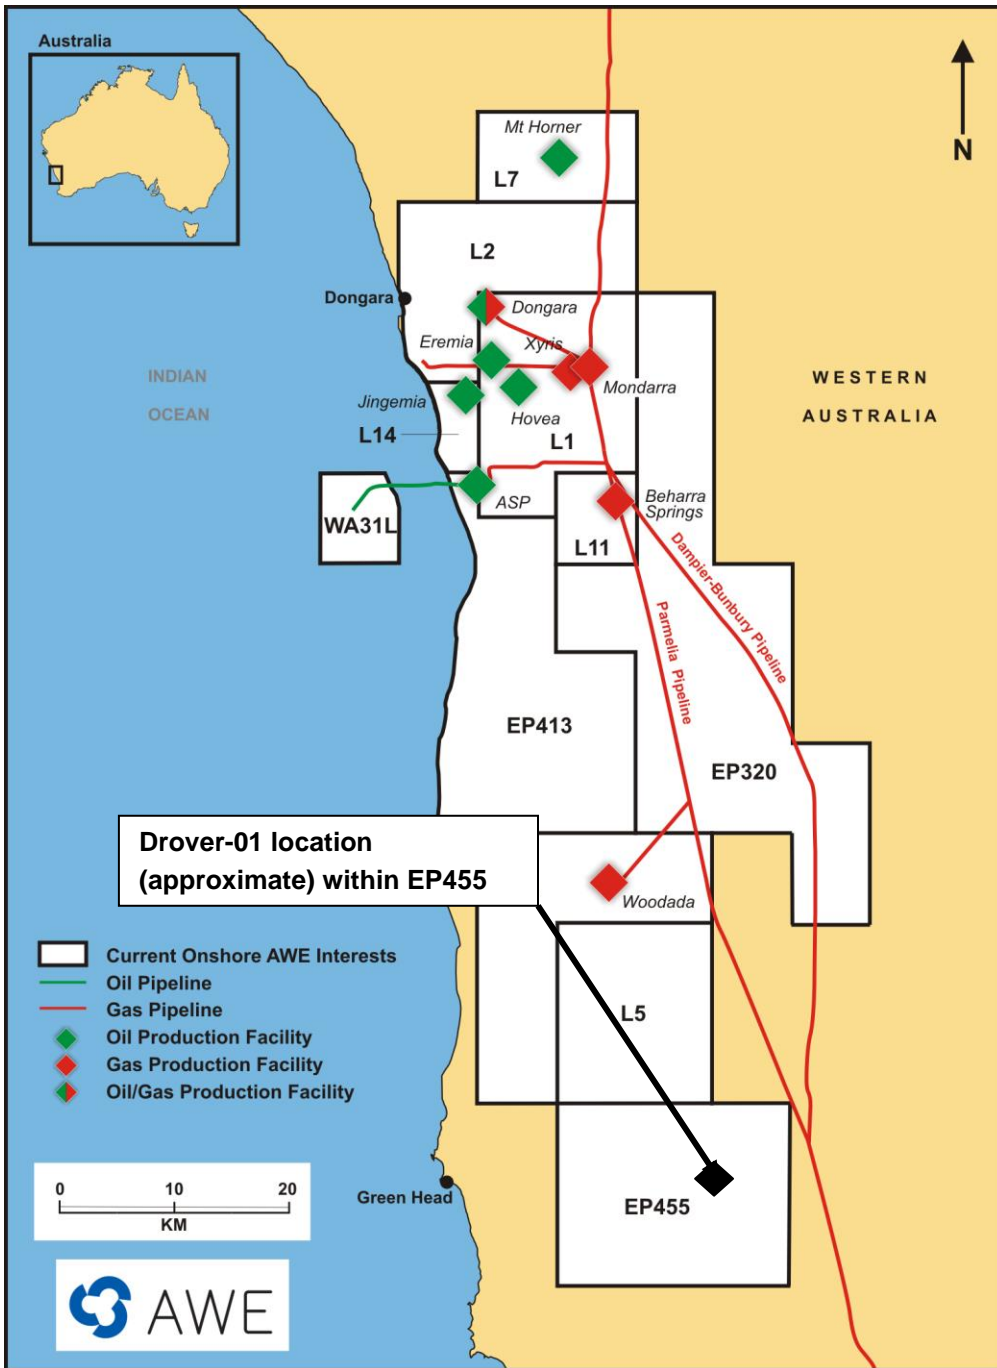 Australia
N
Mt Horner
L7
L2
Dongara
Dongara
Eremia
Xyris
INDIAN
OCEAN
WESTERN
AUSTRALIA
Mondarra
Jingemia
Hovea
L14
L1
ASP
Beharra
Springs
WA31L
L11
Dampier-Bunbury Pipeline
Parmelia Pipeline
EP413
EP320
Drover-01 location
(approximate) within EP455
Woodada
Current Onshore AWE Interests
Oil Pipeline
Gas Pipeline
Oil Production Facility
Gas Production Facility
Oil/Gas Production Facility
L5
0 10 20
KM
Green Head
EP455
AWE